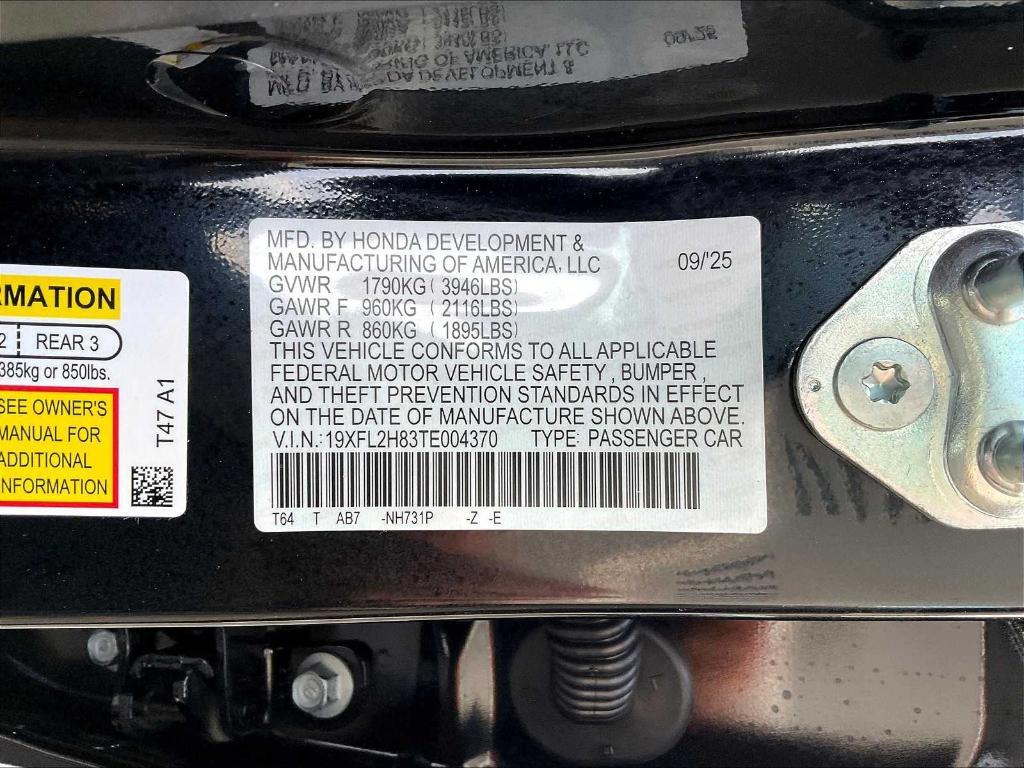 MFD. BY HONDA DEVELOPMENT &
MANUFACTURING OF AMERICA, LLC 09/'25
GVWR 1790KG ( 3946LBS)
GAWR F 960KG ( 2116LBS)
GAWR R 860KG ( 1895LBS)
THIS VEHICLE CONFORMS TO ALL APPLICABLE
FEDERAL MOTOR VEHICLE SAFETY , BUMPER ,
AND THEFT PREVENTION STANDARDS IN EFFECT
ON THE DATE OF MANUFACTURE SHOWN ABOVE.
V.I.N.:19XFL2H83TE004370 TYPE: PASSENGER CAR
T64 T AB7 -NH731P -Z -E
RMATION
2 REAR 3
385kg or 850lbs.
SEE OWNER'S
MANUAL FOR
ADDITIONAL
INFORMATION
T47 A1